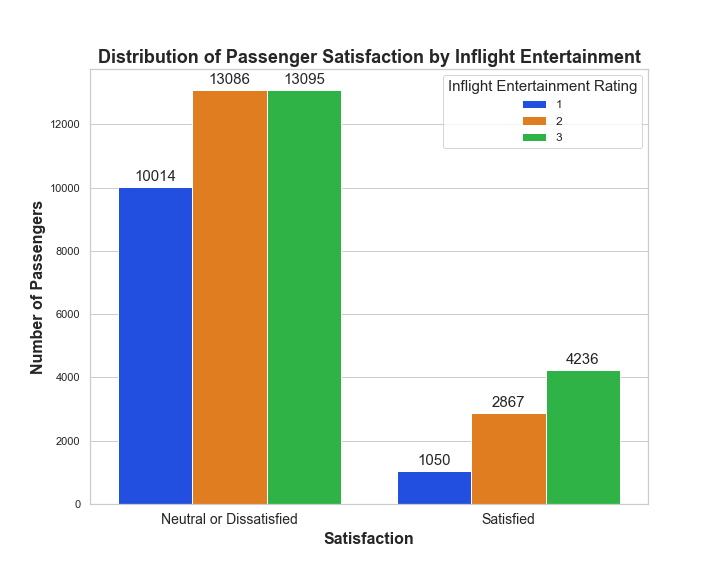 Distribution of Passenger Satisfaction by Inflight Entertainment
13086
13095
10014
4236
2867
1050
Inflight Entertainment Rating
1
2
3
12000
10000
8000
6000
4000
2000
0
Number of Passengers
Neutral or Dissatisfied
Satisfied
Satisfaction